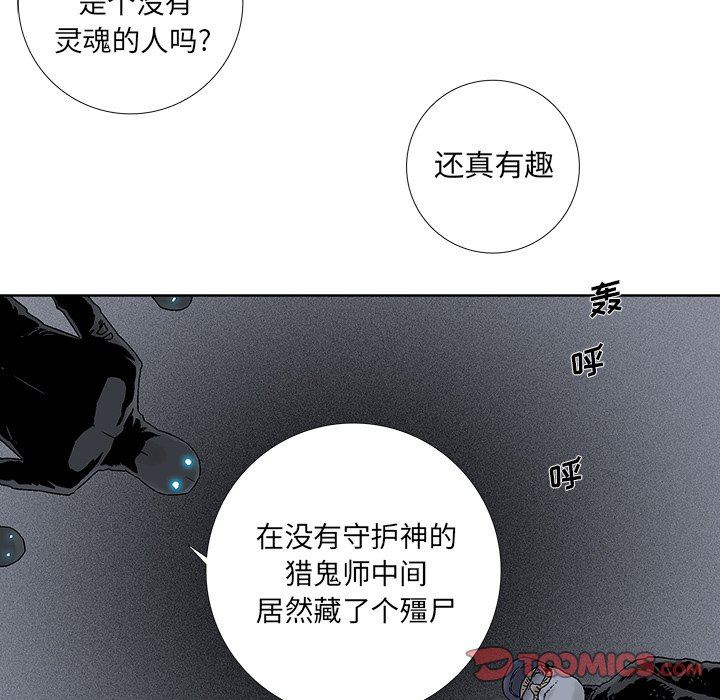 是个没有
灵魂的人吗?
还真有趣
轰
呼
呼
在没有守护神的
猎鬼师中间
居然藏了个殭尸
TOOMICS.COM